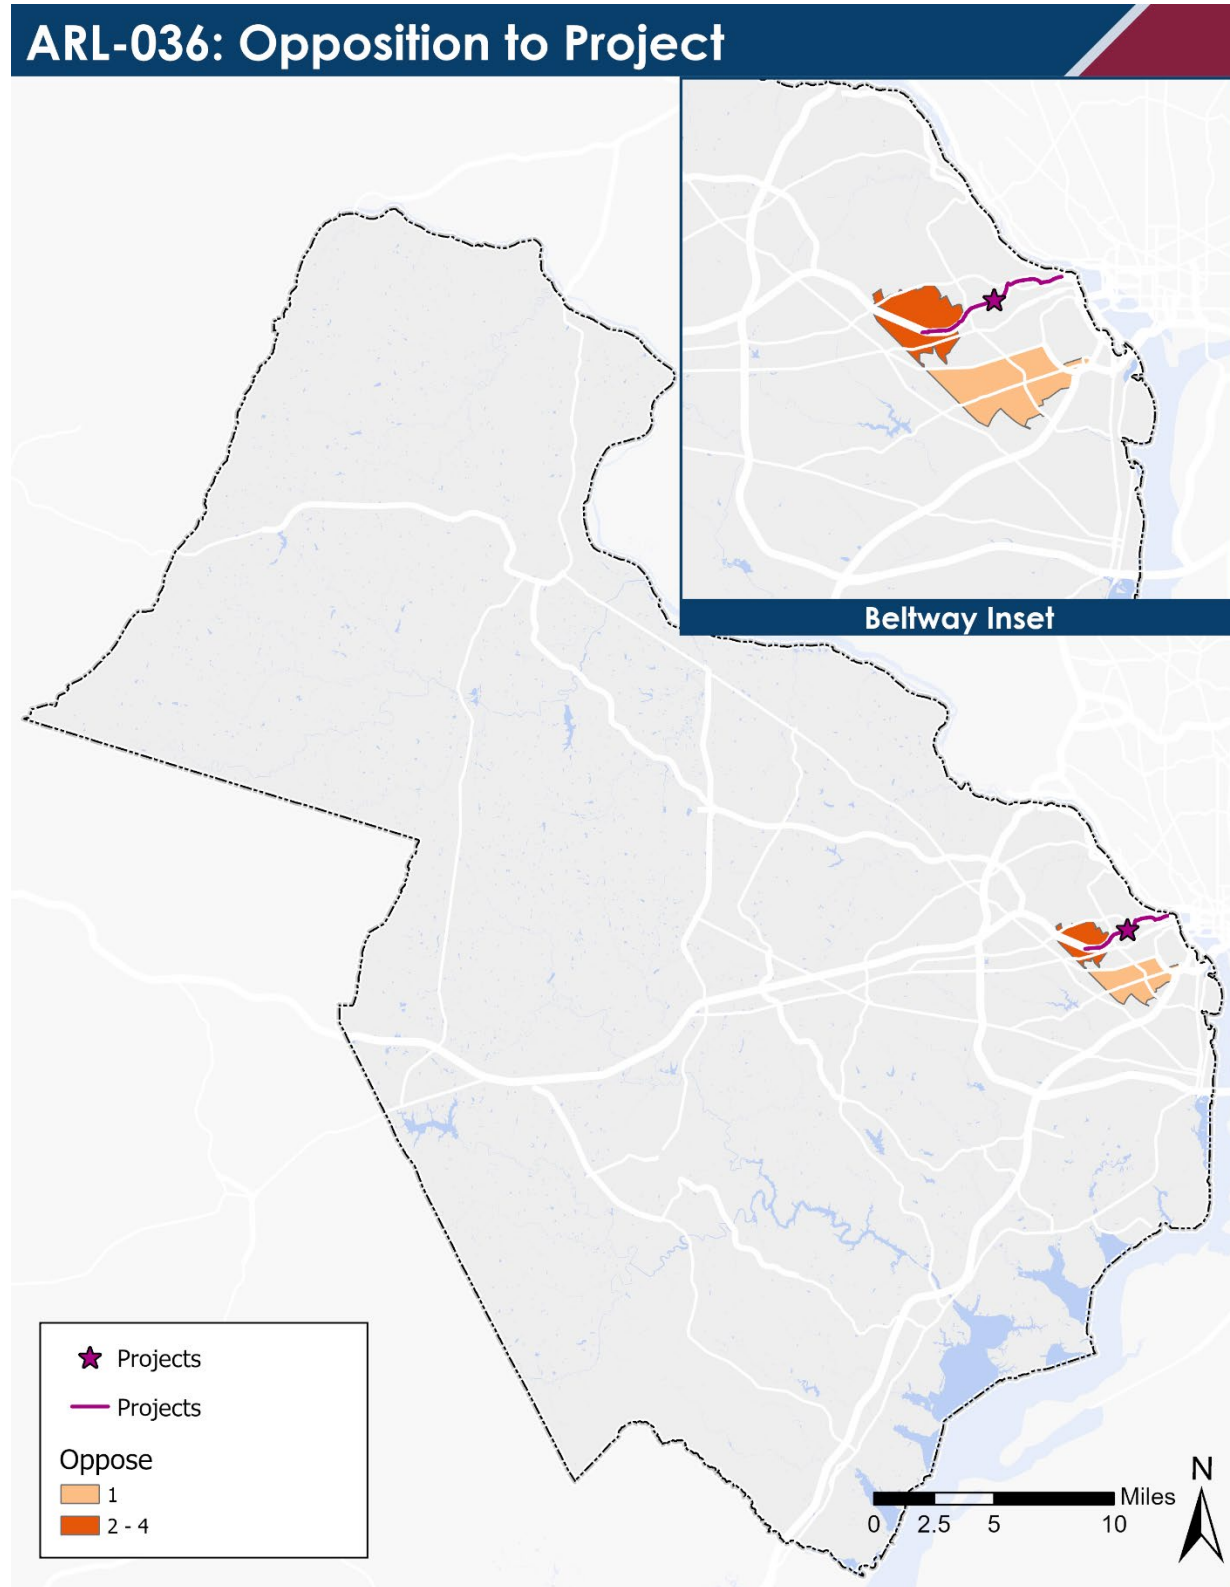 ARL-036: Opposition to Project
Beltway Inset
Projects
Projects
Oppose
1
2 - 4
N
Miles
0 2.5 5 10